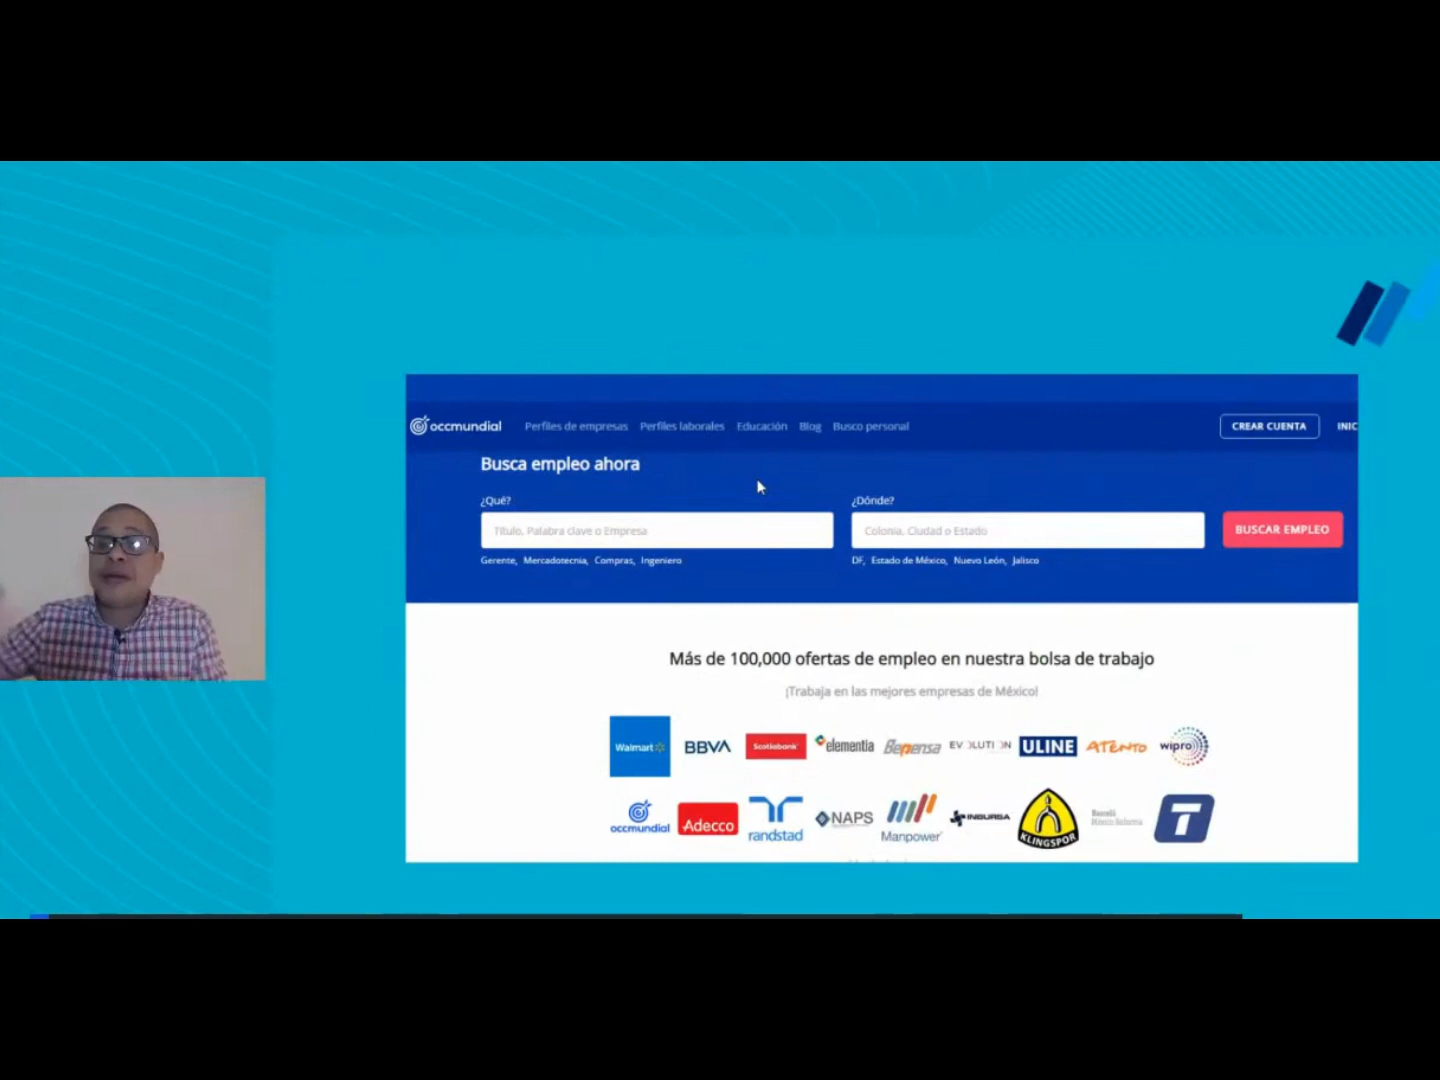 occmundial Perfiles de empresas Perfiles laborales Educación Blog Busco personal CREAR CUENTA INIC
Busca empleo ahora
¿Qué? ¿Dónde?
Título, Palabra clave o Empresa Colonia, Ciudad o Estado BUSCAR EMPLEO
Gerente, Mercadotecnia, Compras, Ingeniero DF, Estado de México, Nuevo León, Jalisco
Más de 100,000 ofertas de empleo en nuestra bolsa de trabajo
¡Trabaja en las mejores empresas de México!
Walmart BBVA Scotiabank elementia Bepensa EVOLUTION ULINE ATENTO wipro
occmundial Adecco randstad NAPS Manpower INBURSA KLINGSPOR T